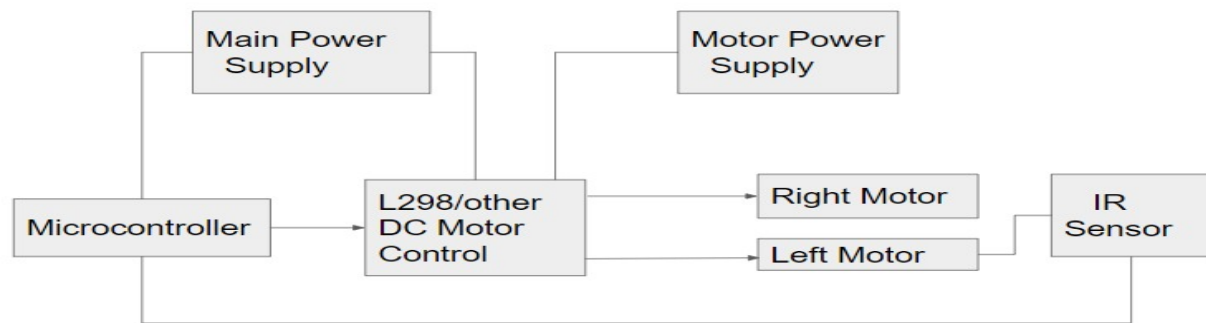 Main Power
Supply
Motor Power
Supply
Microcontroller
L298/other
DC Motor
Control
Right Motor
Left Motor
IR
Sensor